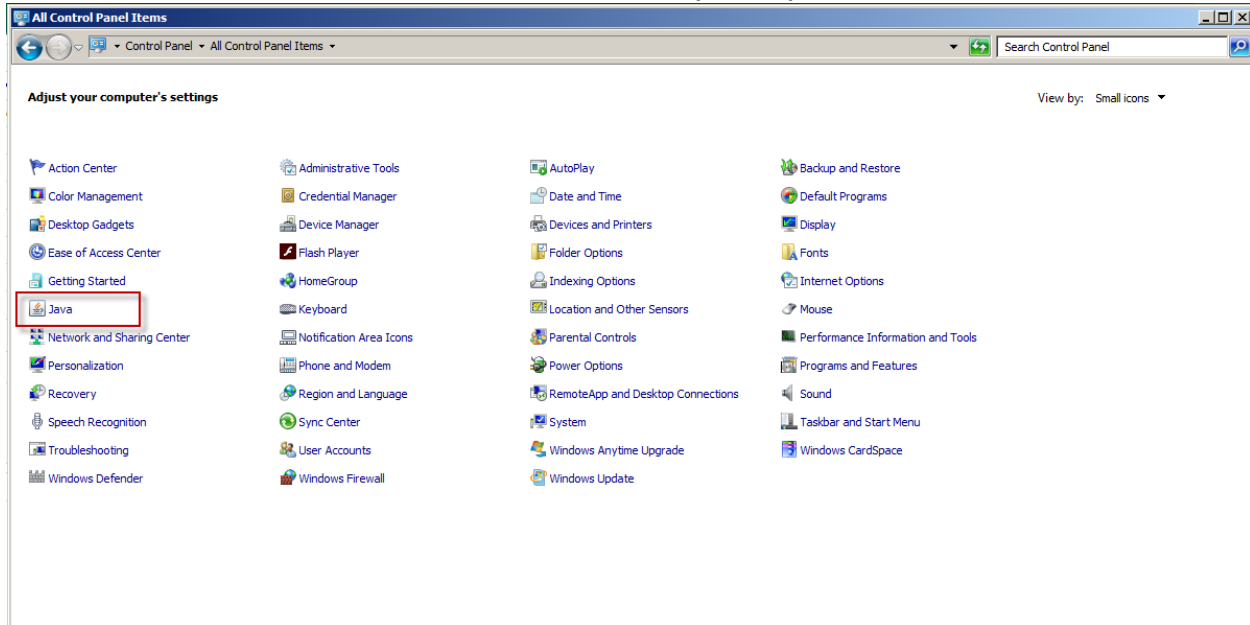 All Control Panel Items
Control Panel All Control Panel Items Search Control Panel
Adjust your computer's settings View by: Small icons
Action Center Administrative Tools AutoPlay Backup and Restore
Color Management Credential Manager Date and Time Default Programs
Desktop Gadgets Device Manager Devices and Printers Display
Ease of Access Center Flash Player Folder Options Fonts
Getting Started HomeGroup Indexing Options Internet Options
Java Keyboard Location and Other Sensors Mouse
Network and Sharing Center Notification Area Icons Parental Controls Performance Information and Tools
Personalization Phone and Modem Power Options Programs and Features
Recovery Region and Language RemoteApp and Desktop Connections Sound
Speech Recognition Sync Center System Taskbar and Start Menu
Troubleshooting User Accounts Windows Anytime Upgrade Windows CardSpace
Windows Defender Windows Firewall Windows Update